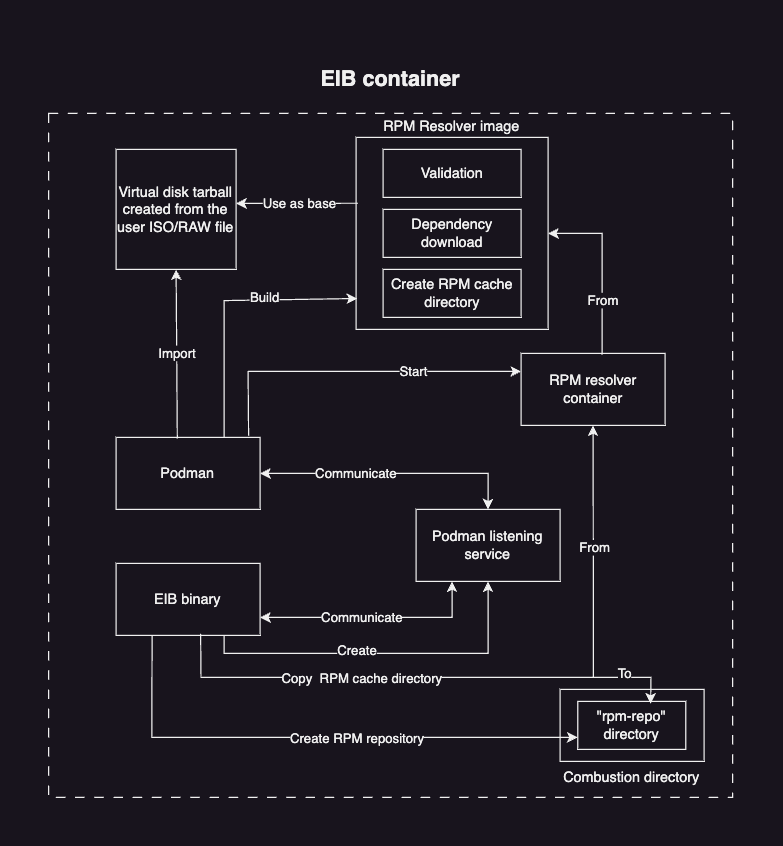 EIB container
RPM Resolver image
Virtual disk tarball
created from the
user ISO/RAW file
Use as base
Validation
Dependency
download
Create RPM cache
directory
Build
From
Import
Start
RPM resolver
container
Podman
Communicate
Podman listening
service
From
EIB binary
Communicate
Create
Copy RPM cache directory
To
"rpm-repo"
directory
Create RPM repository
Combustion directory